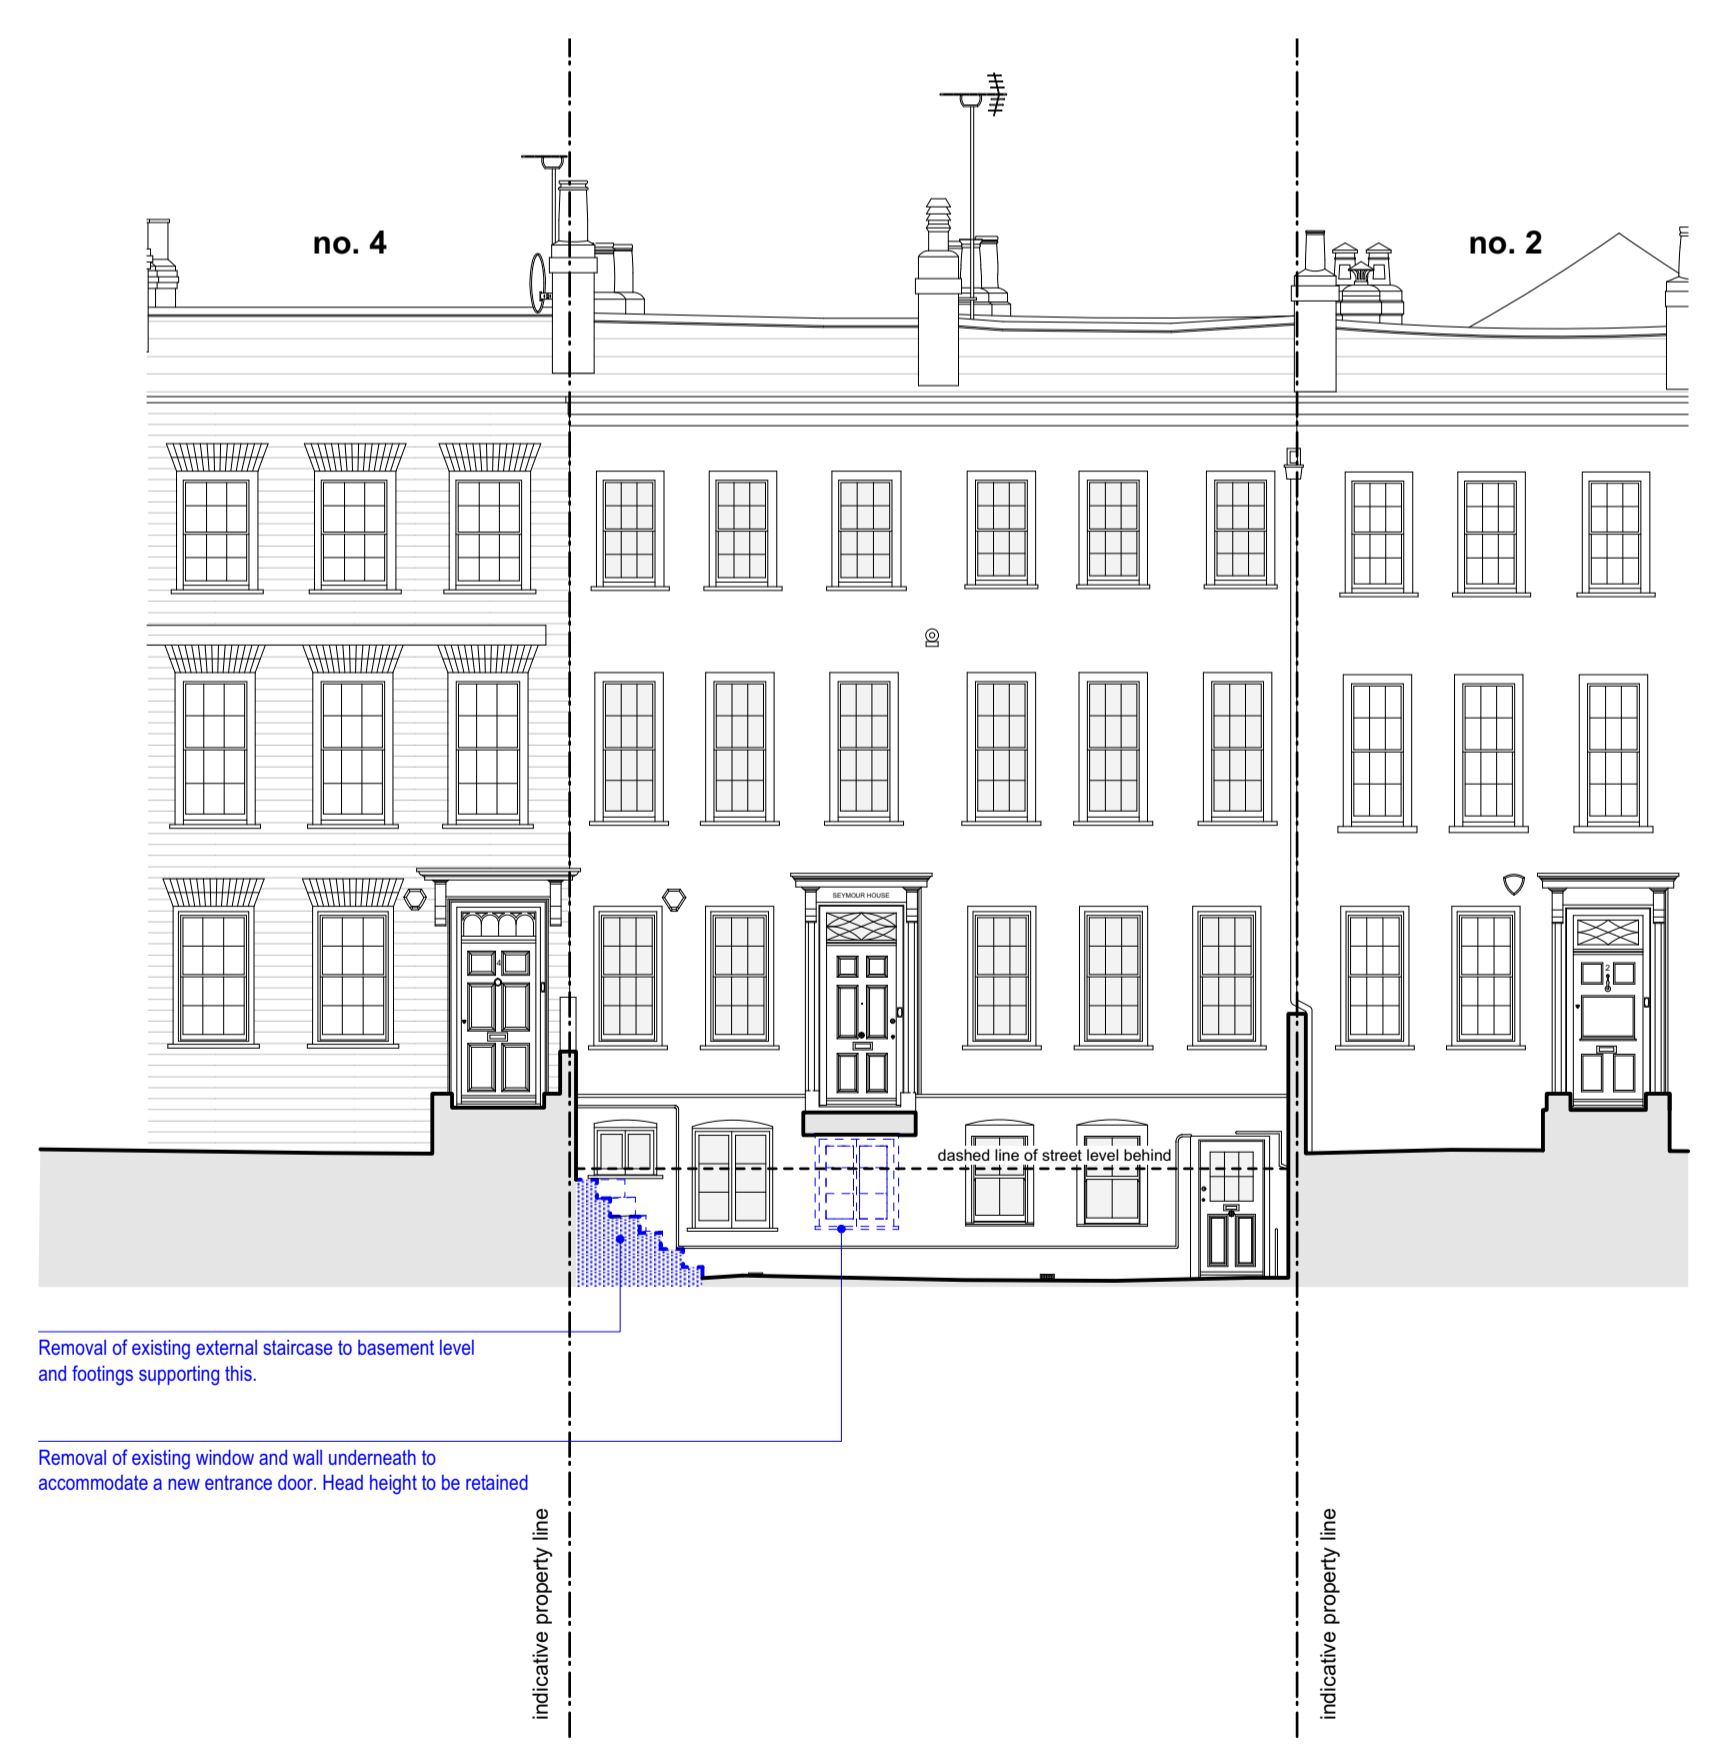 no. 4
no. 2
SEYMOUR HOUSE
4
2
dashed line of street level behind
Removal of existing external staircase to basement level
and footings supporting this.
Removal of existing window and wall underneath to
accommodate a new entrance door. Head height to be retained
indicative property line
indicative property line